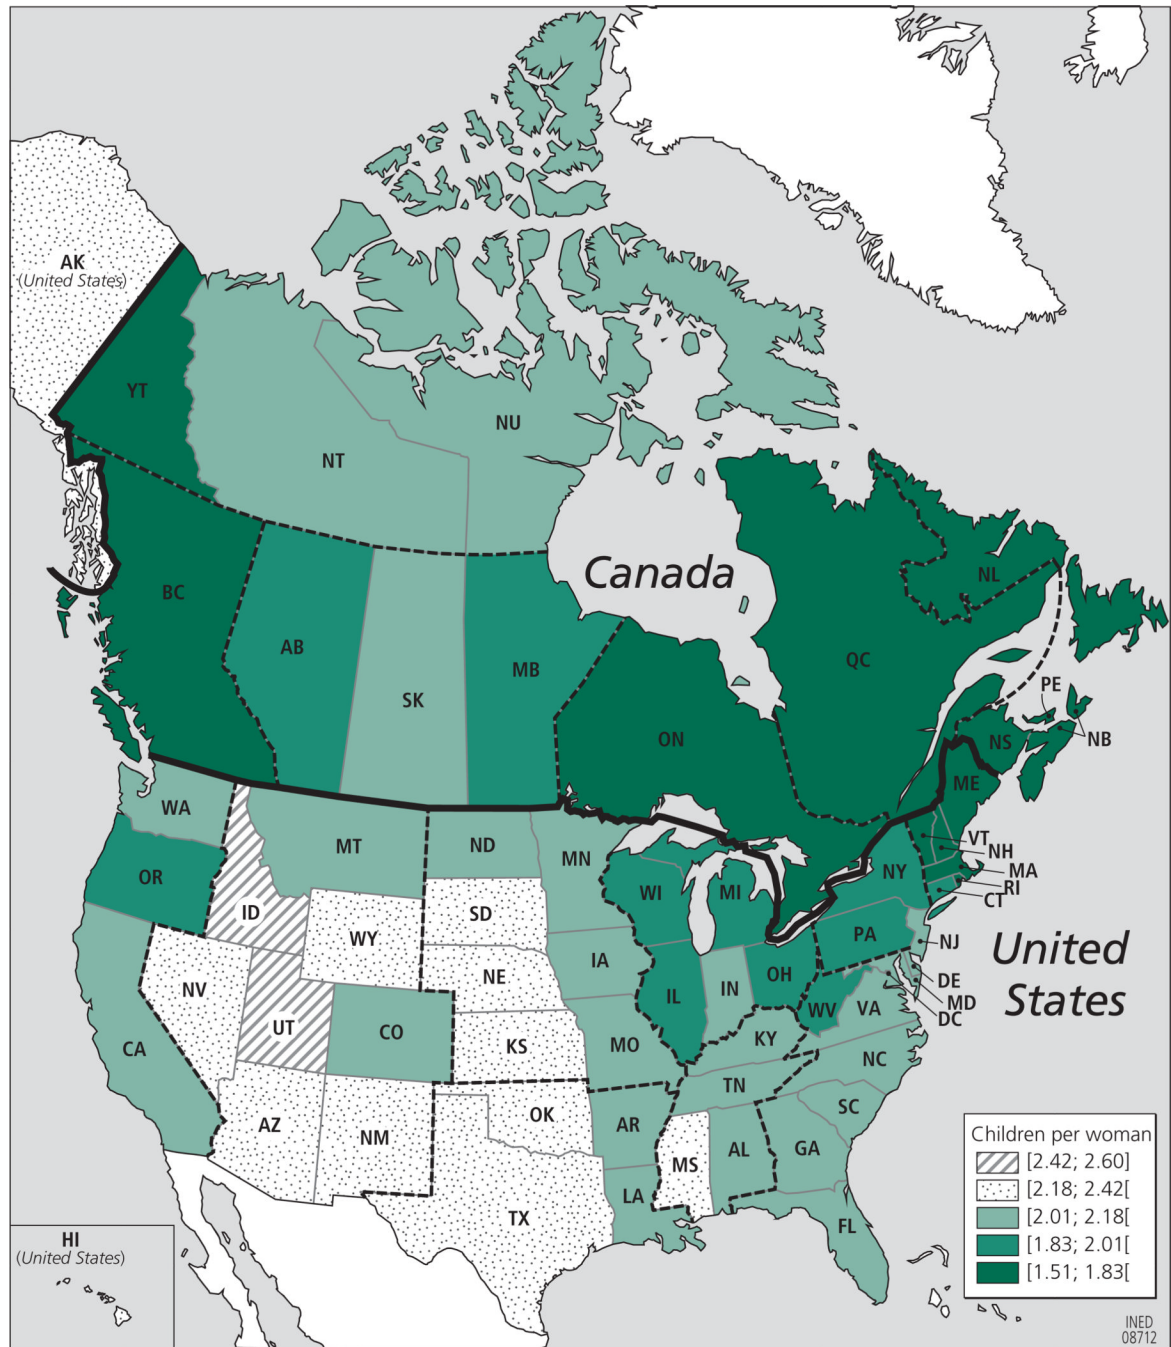 AK
(United States)
YT
NU
NT
Canada
NL
BC
QC
AB
MB
SK
PE
ON
NS
NB
ME
WA
VT
MT
ND
NH
MN
MA
OR
WI
MI
NY
RI
CT
ID
SD
WY
PA
NJ
United
States
IA
NE
OH
DE
NV
IL
IN
MD
WV
VA
DC
UT
CO
KY
CA
KS
MO
NC
TN
SC
OK
AZ
AR
NM
GA
AL
MS
LA
TX
FL
HI
(United States)
Children per woman
[2.42; 2.60]
[2.18; 2.42[
[2.01; 2.18[
[1.83; 2.01[
[1.51; 1.83[
INED
08712